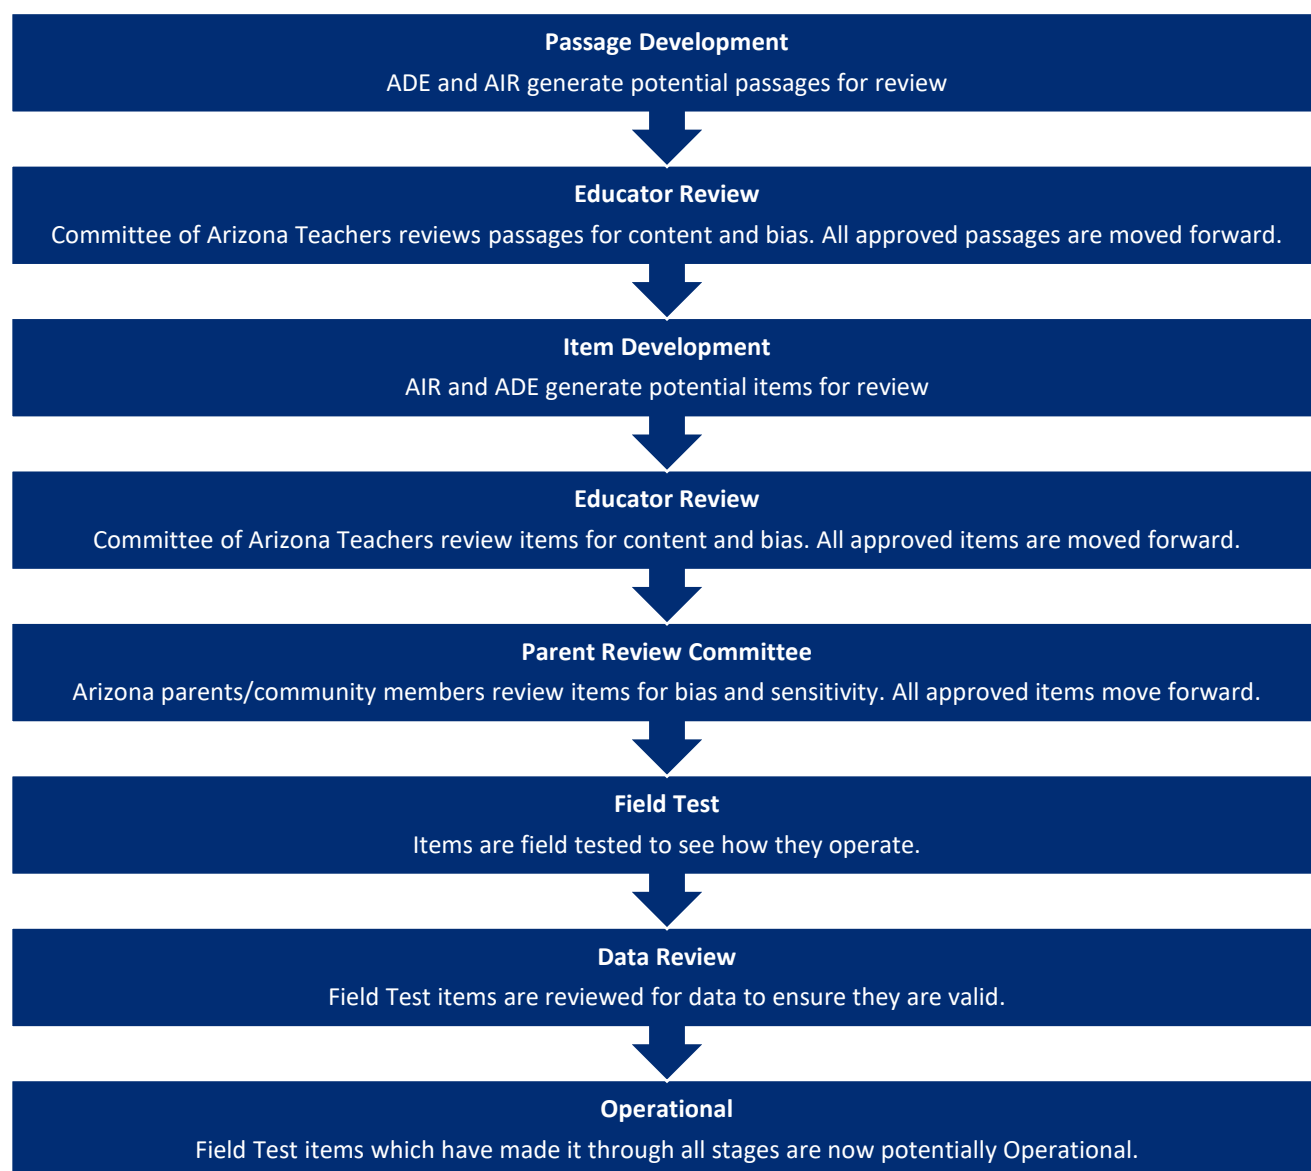 Passage Development
ADE and AIR generate potential passages for review
Educator Review
Committee of Arizona Teachers reviews passages for content and bias. All approved passages are moved forward.
Item Development
AIR and ADE generate potential items for review
Educator Review
Committee of Arizona Teachers review items for content and bias. All approved items are moved forward.
Parent Review Committee
Arizona parents/community members review items for bias and sensitivity. All approved items move forward.
Field Test
Items are field tested to see how they operate.
Data Review
Field Test items are reviewed for data to ensure they are valid.
Operational
Field Test items which have made it through all stages are now potentially Operational.